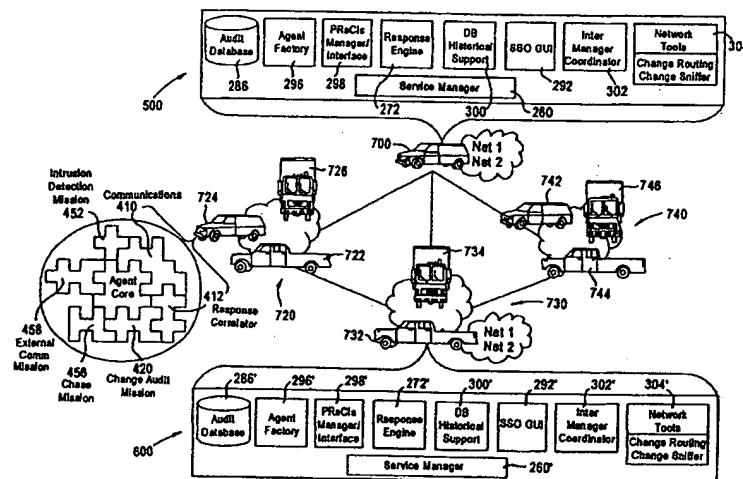 Audit Database
286
Agent Factory
296
PReCIs Manager/ Interface
298
Response Engine
272
DB Historical Support
300
SSO GUI
292
Inter Manager Coordinator
302
Network Tools
Change Routing
Change Sniffer
30
Service Manager
260
500
700
Net 1
Net 2
726
724
722
720
742
746
740
744
734
730
732
Net 1
Net 2
Intrusion Detection Mission
452
Communications
410
Agent Core
412
Response Correlator
458
External Comm Mission
456
Chase Mission
420
Change Audit Mission
286'
Audit Database
296'
Agent Factory
298'
PReCIs Manager/ Interface
272'
Response Engine
300'
DB Historical Support
292'
SSO GUI
302'
Inter Manager Coordinator
304'
Network Tools
Change Routing
Change Sniffer
Service Manager
260'
600